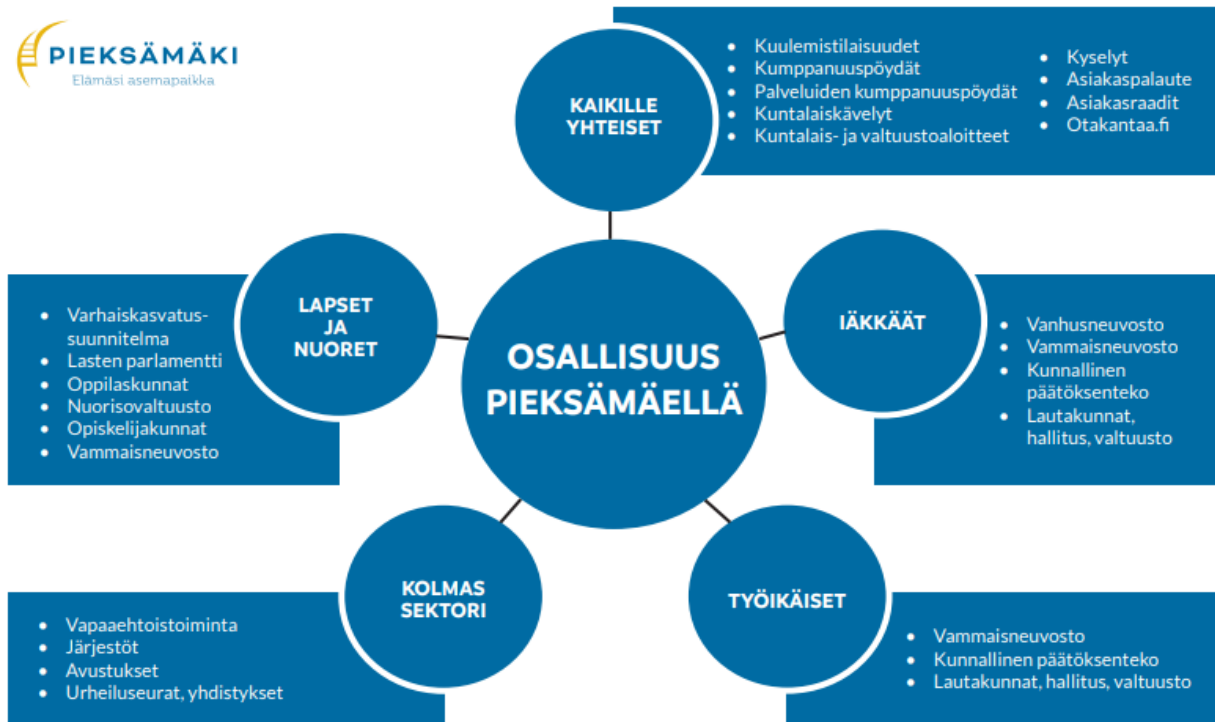 PIEKSÄMÄKI
Elämäsi asemapaikka
KAIKILLE
YHTEISET
• Kuulemistilaisuudet
• Kumppanuuspöydät
• Palveluiden kumppanuuspöydät
• Kuntalaiskävelyt
• Kuntalais- ja valtuustoaloitteet
• Kyselyt
• Asiakaspalaute
• Asiakasraadit
• Otakantaa.fi
LAPSET
JA
NUORET
• Varhaiskasvatus-
suunnitelma
• Lasten parlamentti
• Oppilaskunnat
• Nuorisovaltuusto
• Opiskelijakunnat
• Vammaisneuvosto
OSALLISUUS
PIEKSÄMÄELLÄ
IÄKKÄÄT
• Vanhusneuvosto
• Vammaisneuvosto
• Kunnallinen
päätöksenteko
• Lautakunnat,
hallitus, valtuusto
KOLMAS
SEKTORI
• Vapaaehtoistoiminta
• Järjestöt
• Avustukset
• Urheiluseurat, yhdistykset
TYÖIKÄISET
• Vammaisneuvosto
• Kunnallinen päätöksenteko
• Lautakunnat, hallitus, valtuusto